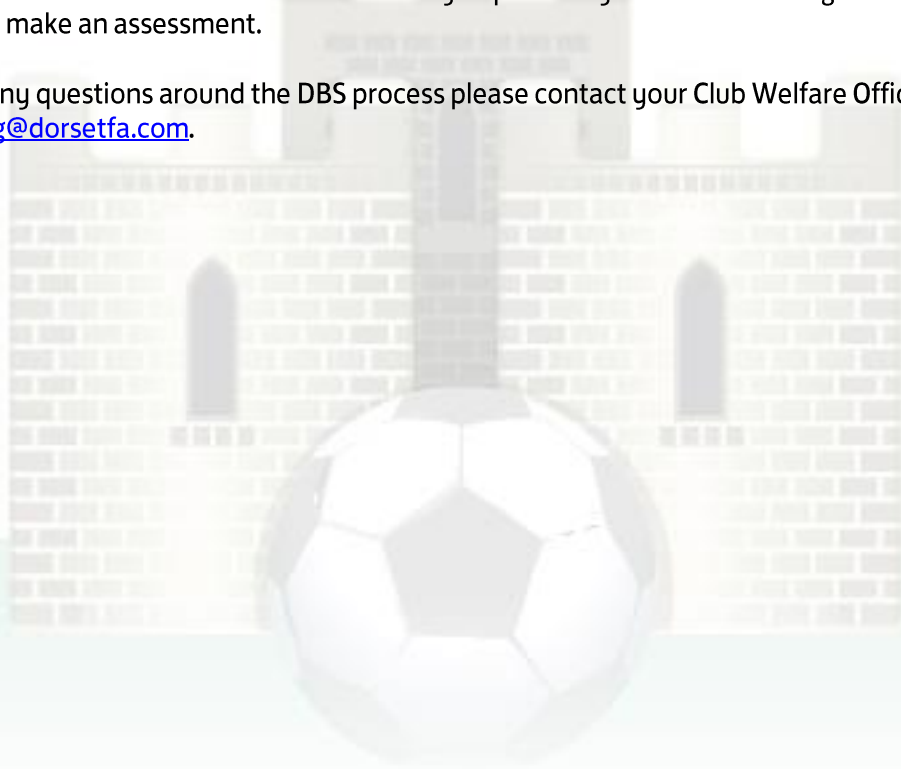 make an assessment.
ny questions around the DBS process please contact your Club Welfare Offic
g@dorsetfa.com.